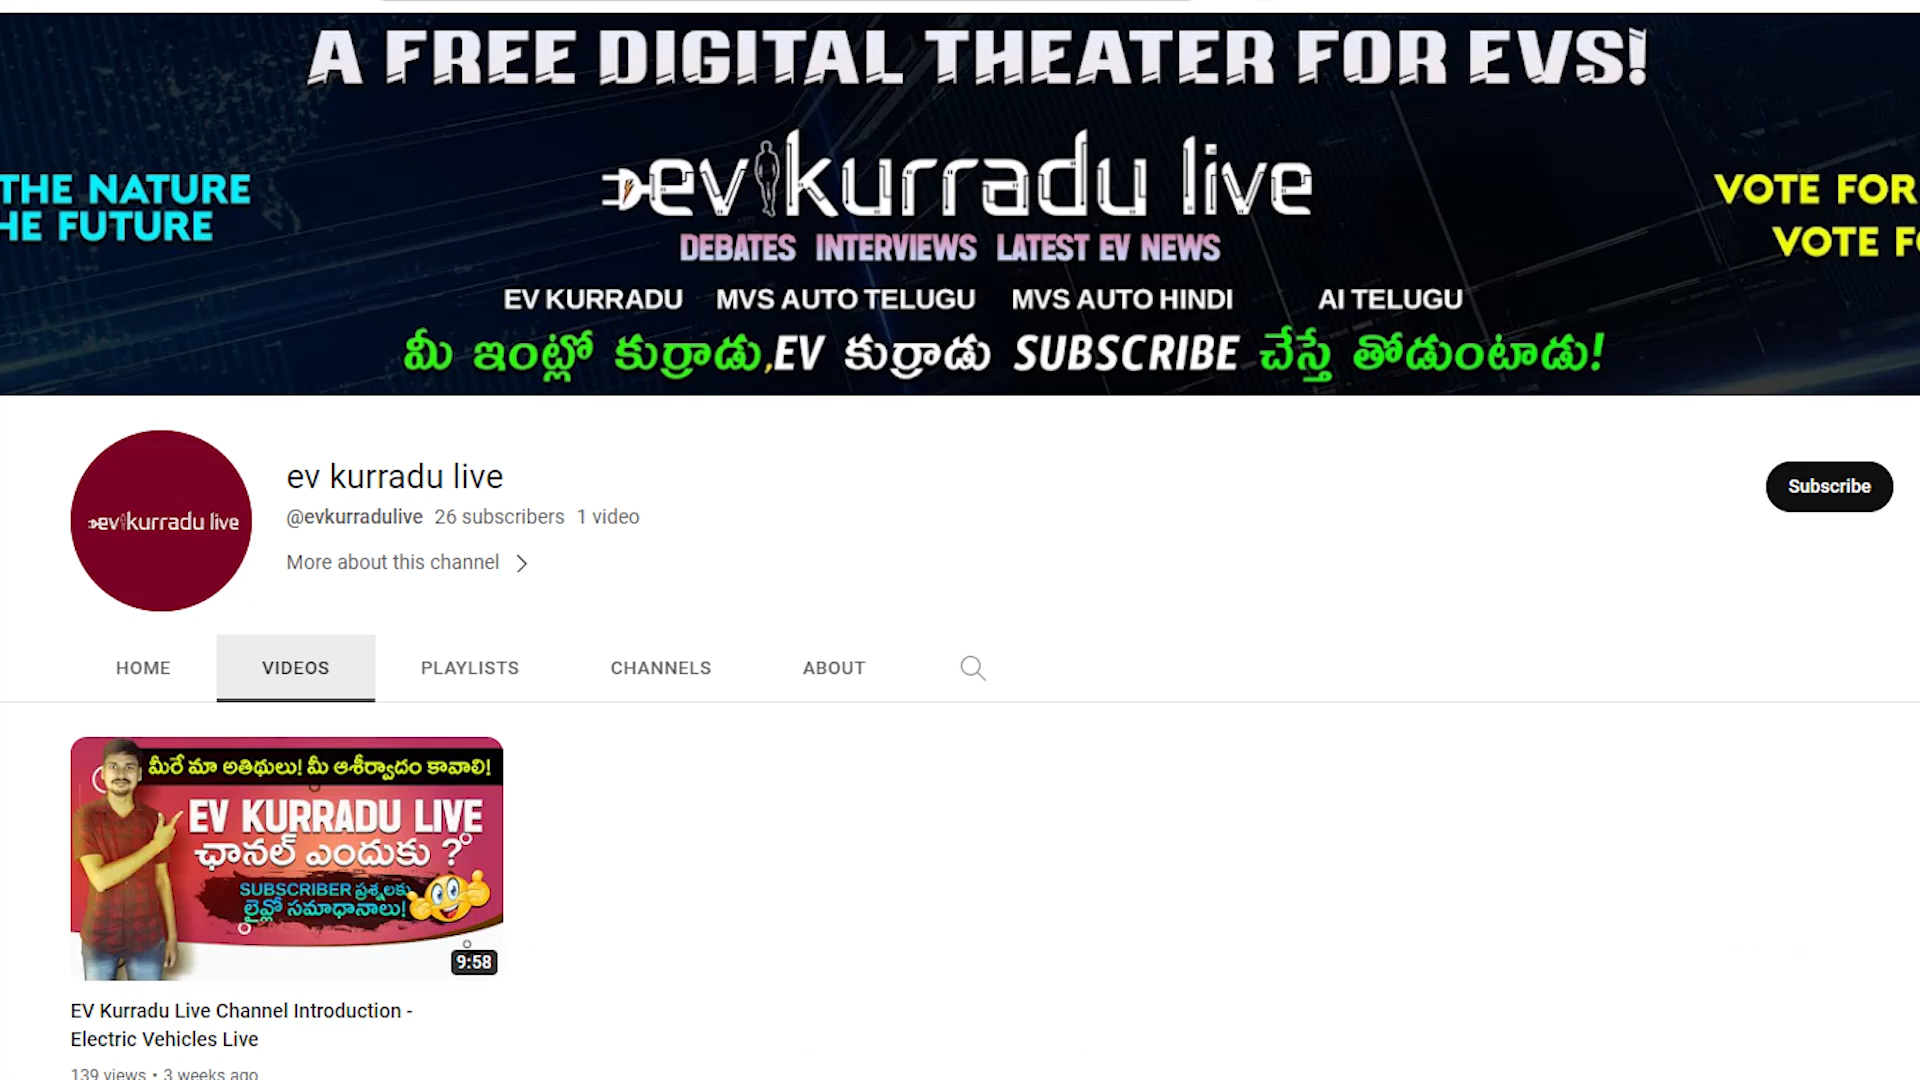 A FREE DIGITAL THEATER FOR EVS!
THE NATURE
HE FUTURE
ev kurradu live
VOTE FOR
VOTE FO
DEBATES INTERVIEWS LATEST EV NEWS
EV KURRADU MVS AUTO TELUGU MVS AUTO HINDI AI TELUGU
మీ ఇంట్లో కుర్రాడు,EV కుర్రాడు SUBSCRIBE చేస్తే తోడుంటాడు!
ev kurradu live
ev kurradu live
@evkurradulive 26 subscribers 1 video
Subscribe
More about this channel
HOME VIDEOS PLAYLISTS CHANNELS ABOUT
మీరే మా అతిథులు! మీ ఆశీర్వాదం కావాలి!
EV KURRADU LIVE
ఛానల్ ఎందుకు ?
SUBSCRIBER ప్రశ్నలకు
లైవ్లో సమాధానాలు!
9:58
EV Kurradu Live Channel Introduction -
Electric Vehicles Live
139 views • 3 weeks ago